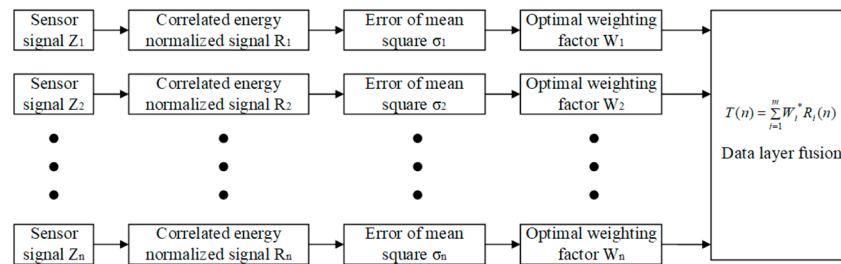 Sensor
signal Z₁
Correlated energy
normalized signal R₁
Error of mean
square σ₁
Optimal weighting
factor W₁
Sensor
signal Z₂
Correlated energy
normalized signal R₂
Error of mean
square σ₂
Optimal weighting
factor W₂
Sensor
signal Zₙ
Correlated energy
normalized signal Rₙ
Error of mean
square σₙ
Optimal weighting
factor Wₙ
T(n) = ∑_{i=1}^{m} W_i^* R_i(n)
Data layer fusion